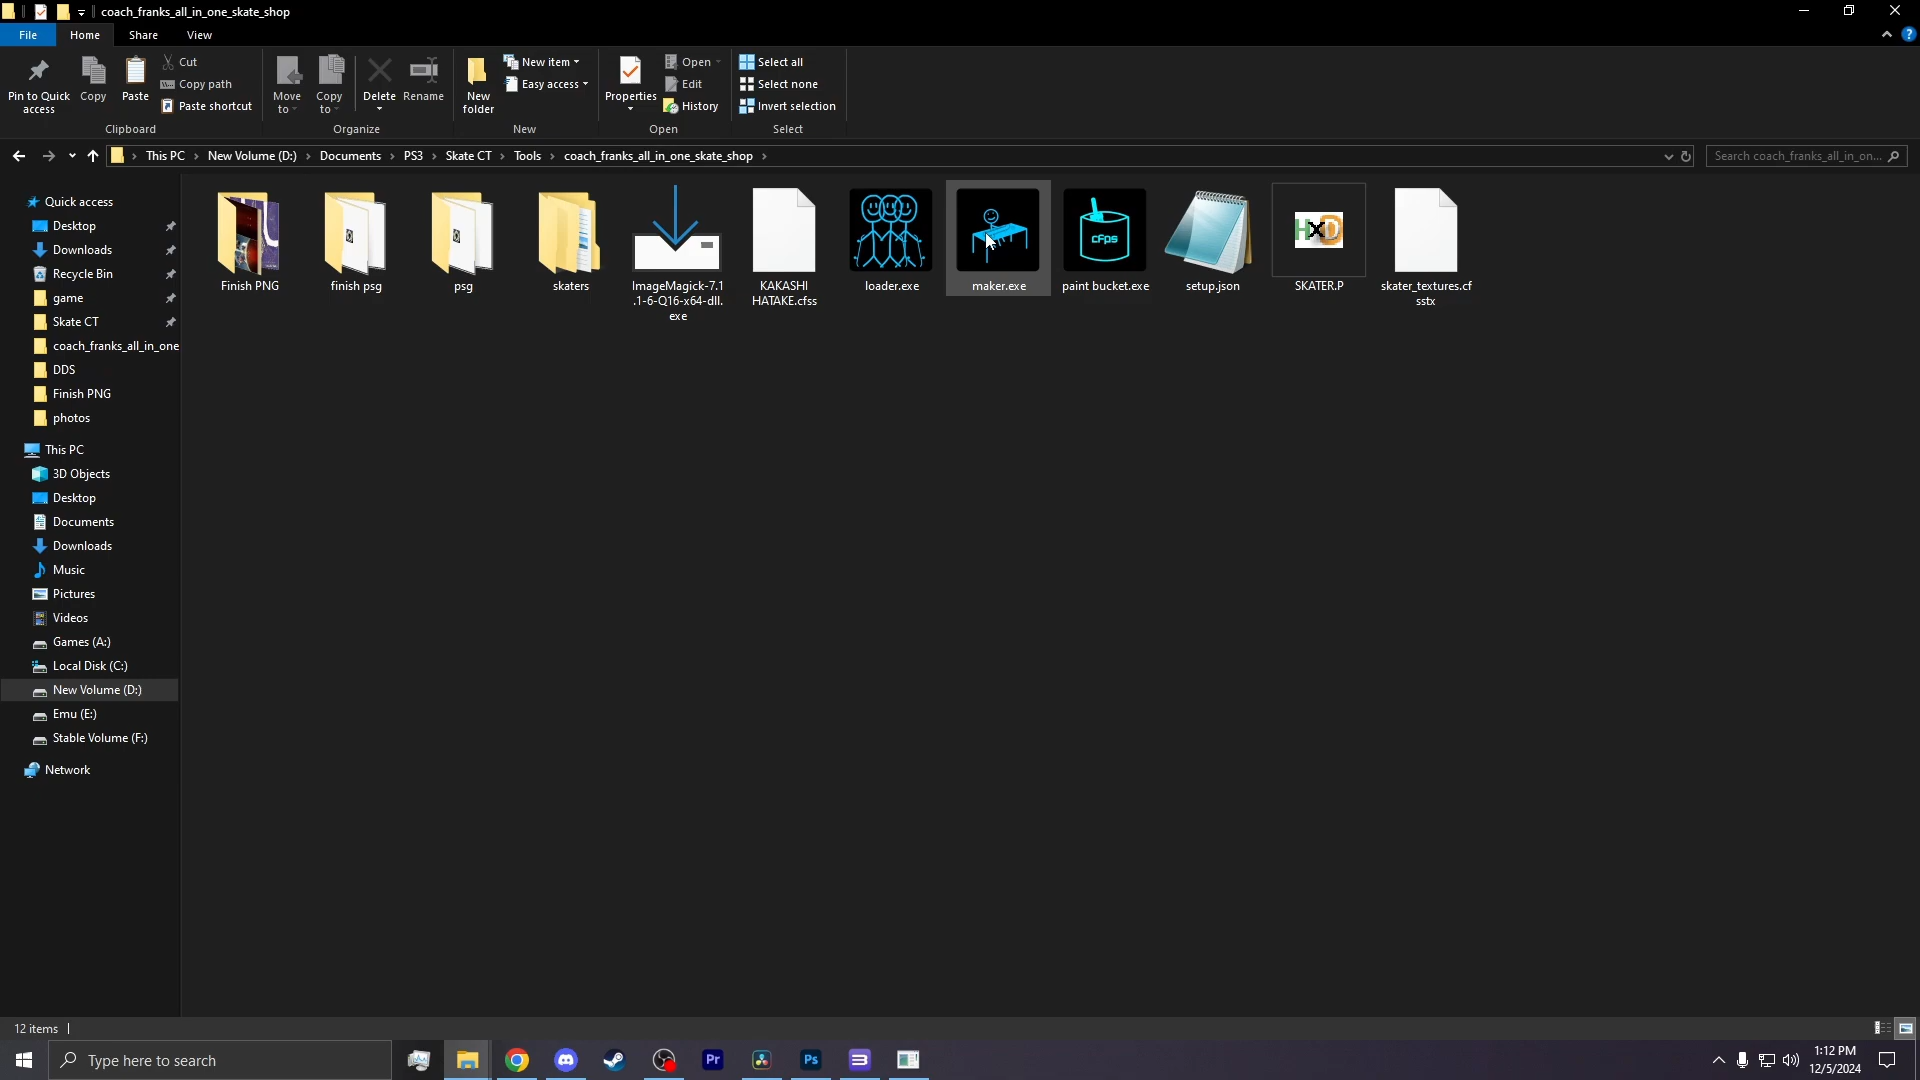 coach_franks_all_in_one_skate_shop
File
Home
Share
View
Pin to Quick
access
Copy
Paste
Cut
Copy path
Paste shortcut
Clipboard
Move
to
Copy
to
Delete
Rename
Organize
New
folder
New item
Easy access
New
Properties
Open
Edit
History
Open
Select all
Select none
Invert selection
Select
This PC
New Volume (D:)
Documents
PS3
Skate CT
Tools
coach_franks_all_in_one_skate_shop
Search coach_franks_all_in_on...
Quick access
Desktop
Downloads
Recycle Bin
game
Skate CT
coach_franks_all_in_one
DDS
Finish PNG
photos
This PC
3D Objects
Desktop
Documents
Downloads
Music
Pictures
Videos
Games (A:)
Local Disk (C:)
New Volume (D:)
Emu (E:)
Stable Volume (F:)
Network
Finish PNG
finish psg
psg
skaters
ImageMagick-7.1
.1-6-Q16-x64-dll.
exe
KAKASHI
HATAKE.cfss
loader.exe
maker.exe
cfps
paint bucket.exe
setup.json
HxD
SKATER.P
skater_textures.cf
sstx
12 items
Type here to search
Pr
Ps
1:12 PM
12/5/2024